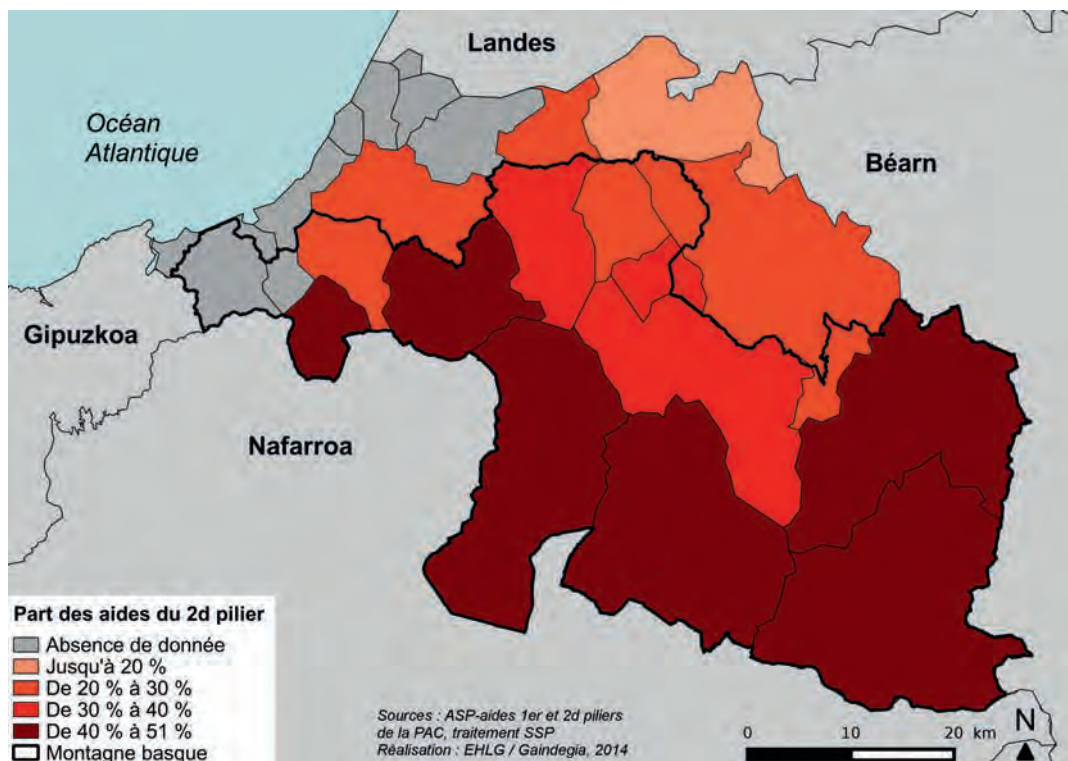 Landes
Océan
Atlantique
Béarn
Gipuzkoa
Nafarroa
Part des aides du 2d pilier
Absence de donnée
Jusqu'à 20 %
De 20 % à 30 %
De 30 % à 40 %
De 40 % à 51 %
Montagne basque
Sources : ASP-aides 1er et 2d piliers
de la PAC, traitement SSP
Réalisation : EHLG / Gaindegia, 2014
0 10 20 km
N